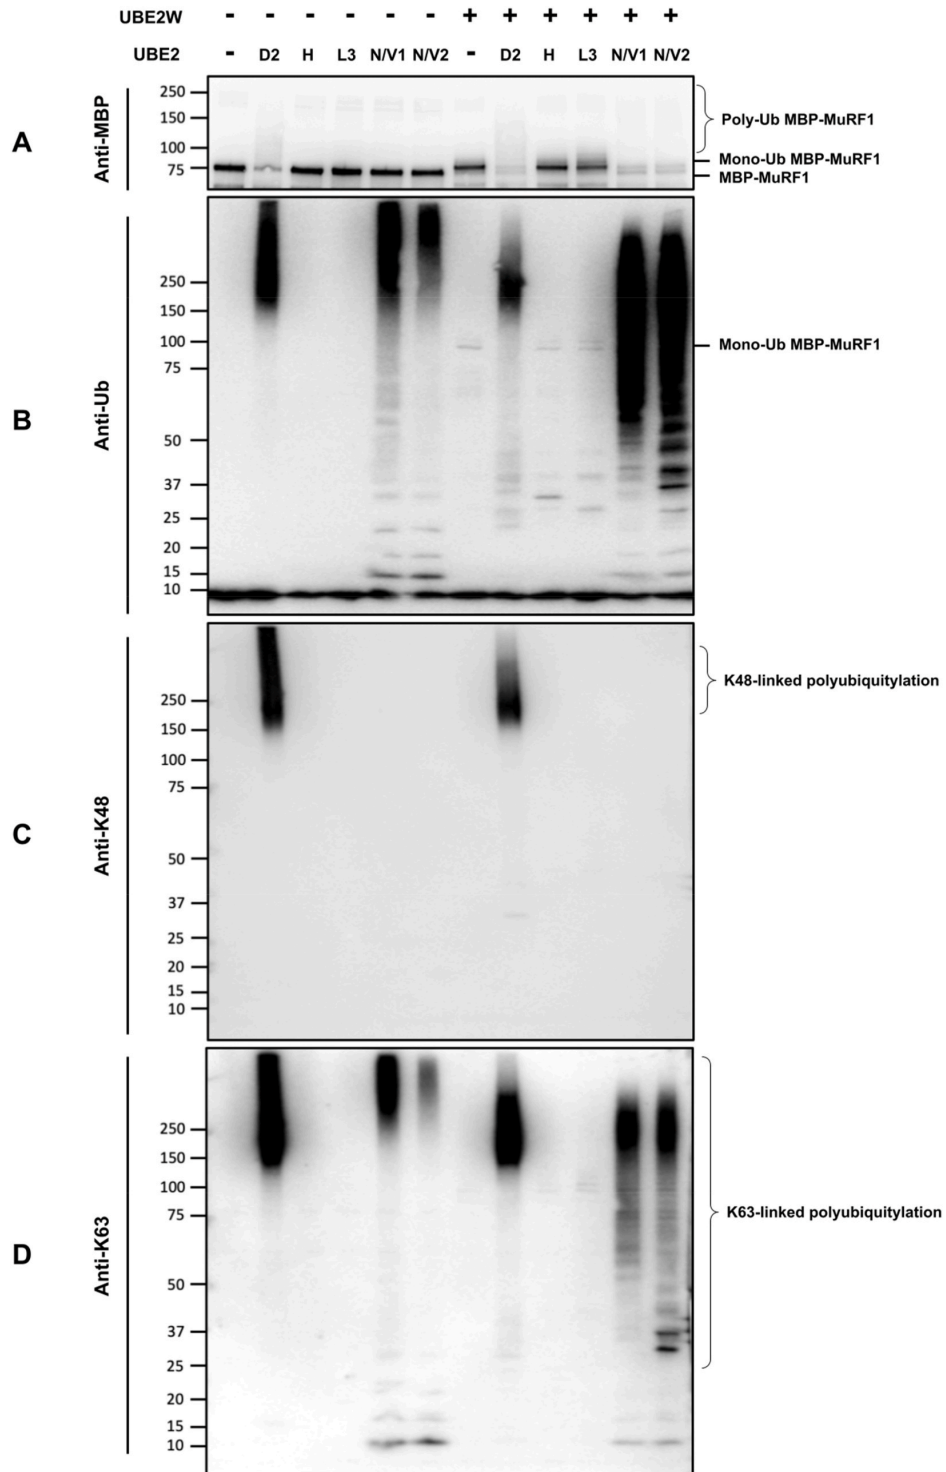 UBE2W - - - - - - + + + + + +
UBE2 - D2 H L3 N/V1 N/V2 - D2 H L3 N/V1 N/V2
A
Anti-MBP
250
150
100
75
Poly-Ub MBP-MuRF1
Mono-Ub MBP-MuRF1
MBP-MuRF1
B
Anti-Ub
250
150
100
75
50
37
25
20
15
10
Mono-Ub MBP-MuRF1
C
Anti-K48
250
150
100
75
50
37
25
20
15
10
K48-linked polyubiquitylation
D
Anti-K63
250
150
100
75
50
37
25
20
15
10
K63-linked polyubiquitylation